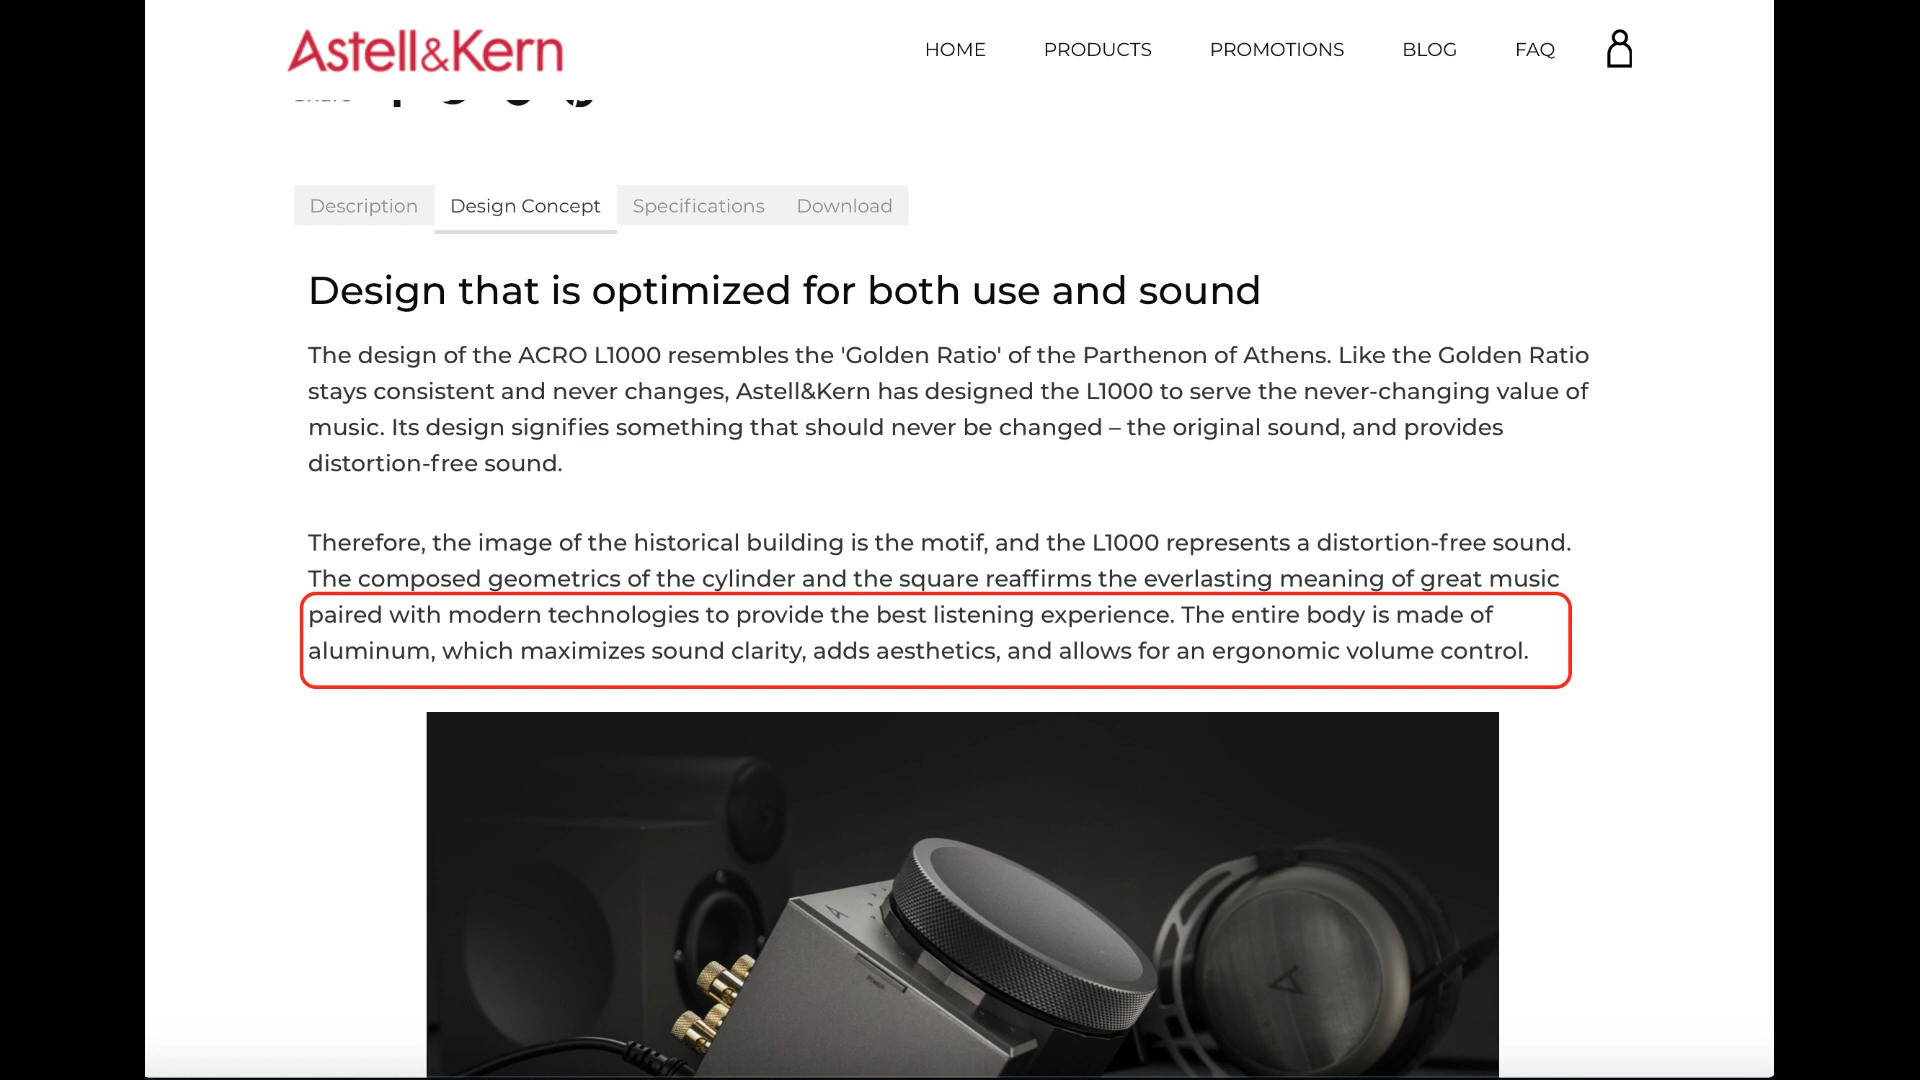 Astell&Kern
HOME PRODUCTS PROMOTIONS BLOG FAQ
Description Design Concept Specifications Download
Design that is optimized for both use and sound
The design of the ACRO L1000 resembles the 'Golden Ratio' of the Parthenon of Athens. Like the Golden Ratio
stays consistent and never changes, Astell&Kern has designed the L1000 to serve the never-changing value of
music. Its design signifies something that should never be changed – the original sound, and provides
distortion-free sound.
Therefore, the image of the historical building is the motif, and the L1000 represents a distortion-free sound.
The composed geometrics of the cylinder and the square reaffirms the everlasting meaning of great music
paired with modern technologies to provide the best listening experience. The entire body is made of
aluminum, which maximizes sound clarity, adds aesthetics, and allows for an ergonomic volume control.